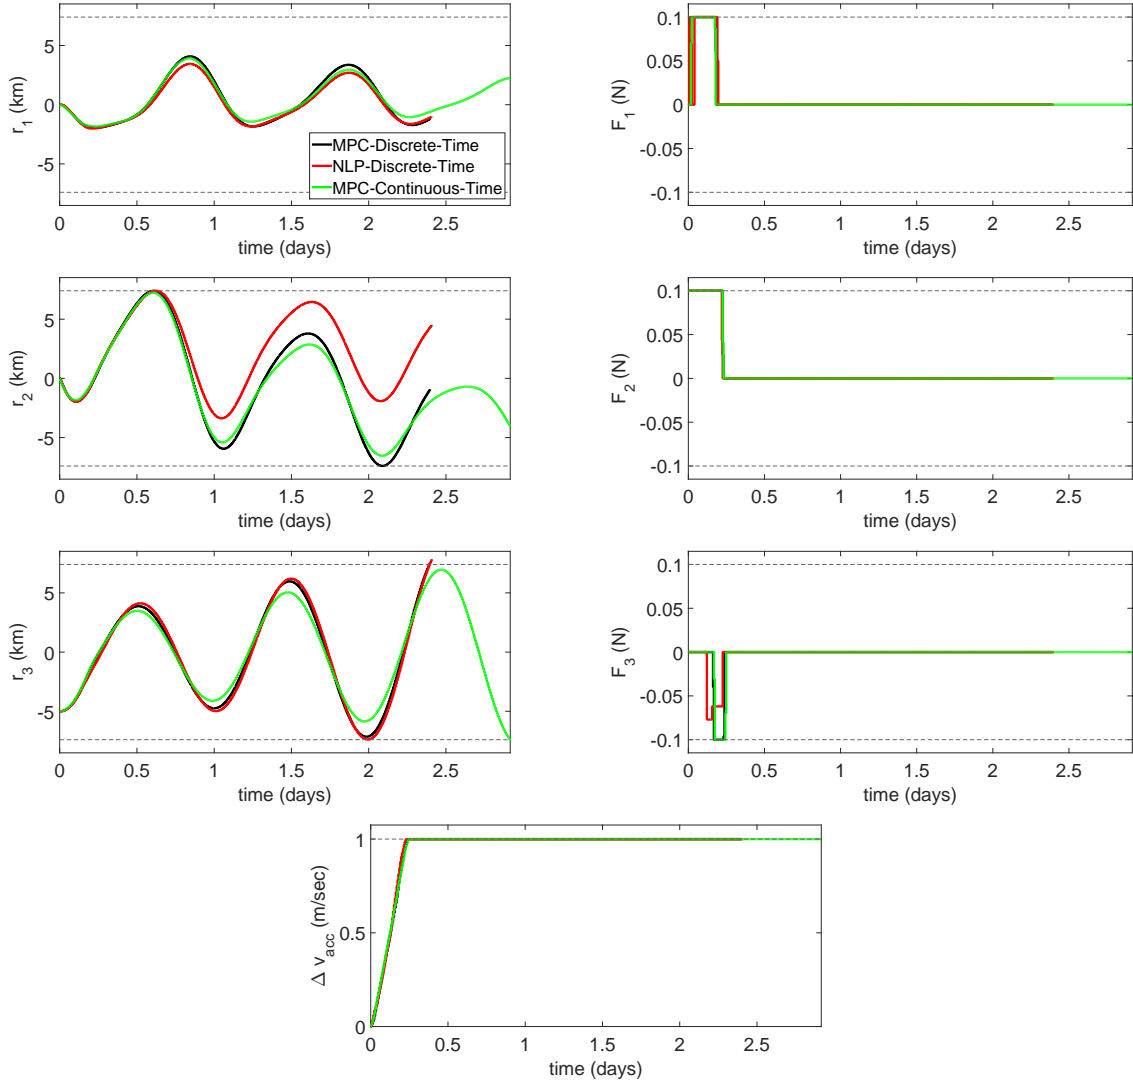 5
0
-5
r1 (km)
0 0.5 1 1.5 2 2.5
time (days)
MPC-Discrete-Time
NLP-Discrete-Time
MPC-Continuous-Time
0.1
0.05
0
-0.05
-0.1
F1 (N)
0 0.5 1 1.5 2 2.5
time (days)
5
0
-5
r2 (km)
0 0.5 1 1.5 2 2.5
time (days)
0.1
0.05
0
-0.05
-0.1
F2 (N)
0 0.5 1 1.5 2 2.5
time (days)
5
0
-5
r3 (km)
0 0.5 1 1.5 2 2.5
time (days)
0.1
0.05
0
-0.05
-0.1
F3 (N)
0 0.5 1 1.5 2 2.5
time (days)
1
0.5
0
Δ vacc (m/sec)
0 0.5 1 1.5 2 2.5
time (days)